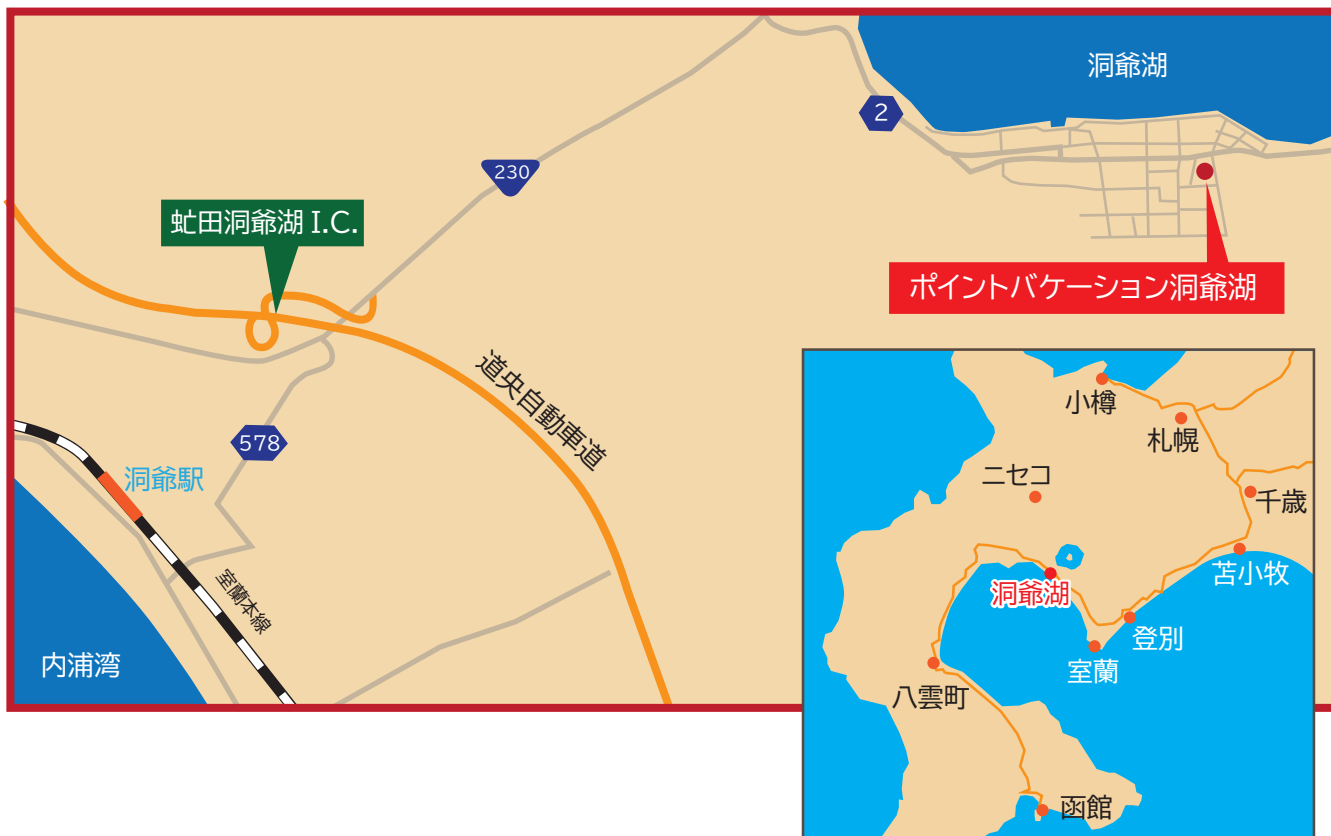 洞爺湖
2
230
虻田洞爺湖 I.C.
ポイントバケーション洞爺湖
道央自動車道
578
洞爺駅
室蘭本線
内浦湾
小樽
札幌
ニセコ
千歳
苫小牧
洞爺湖
登別
室蘭
八雲町
函館